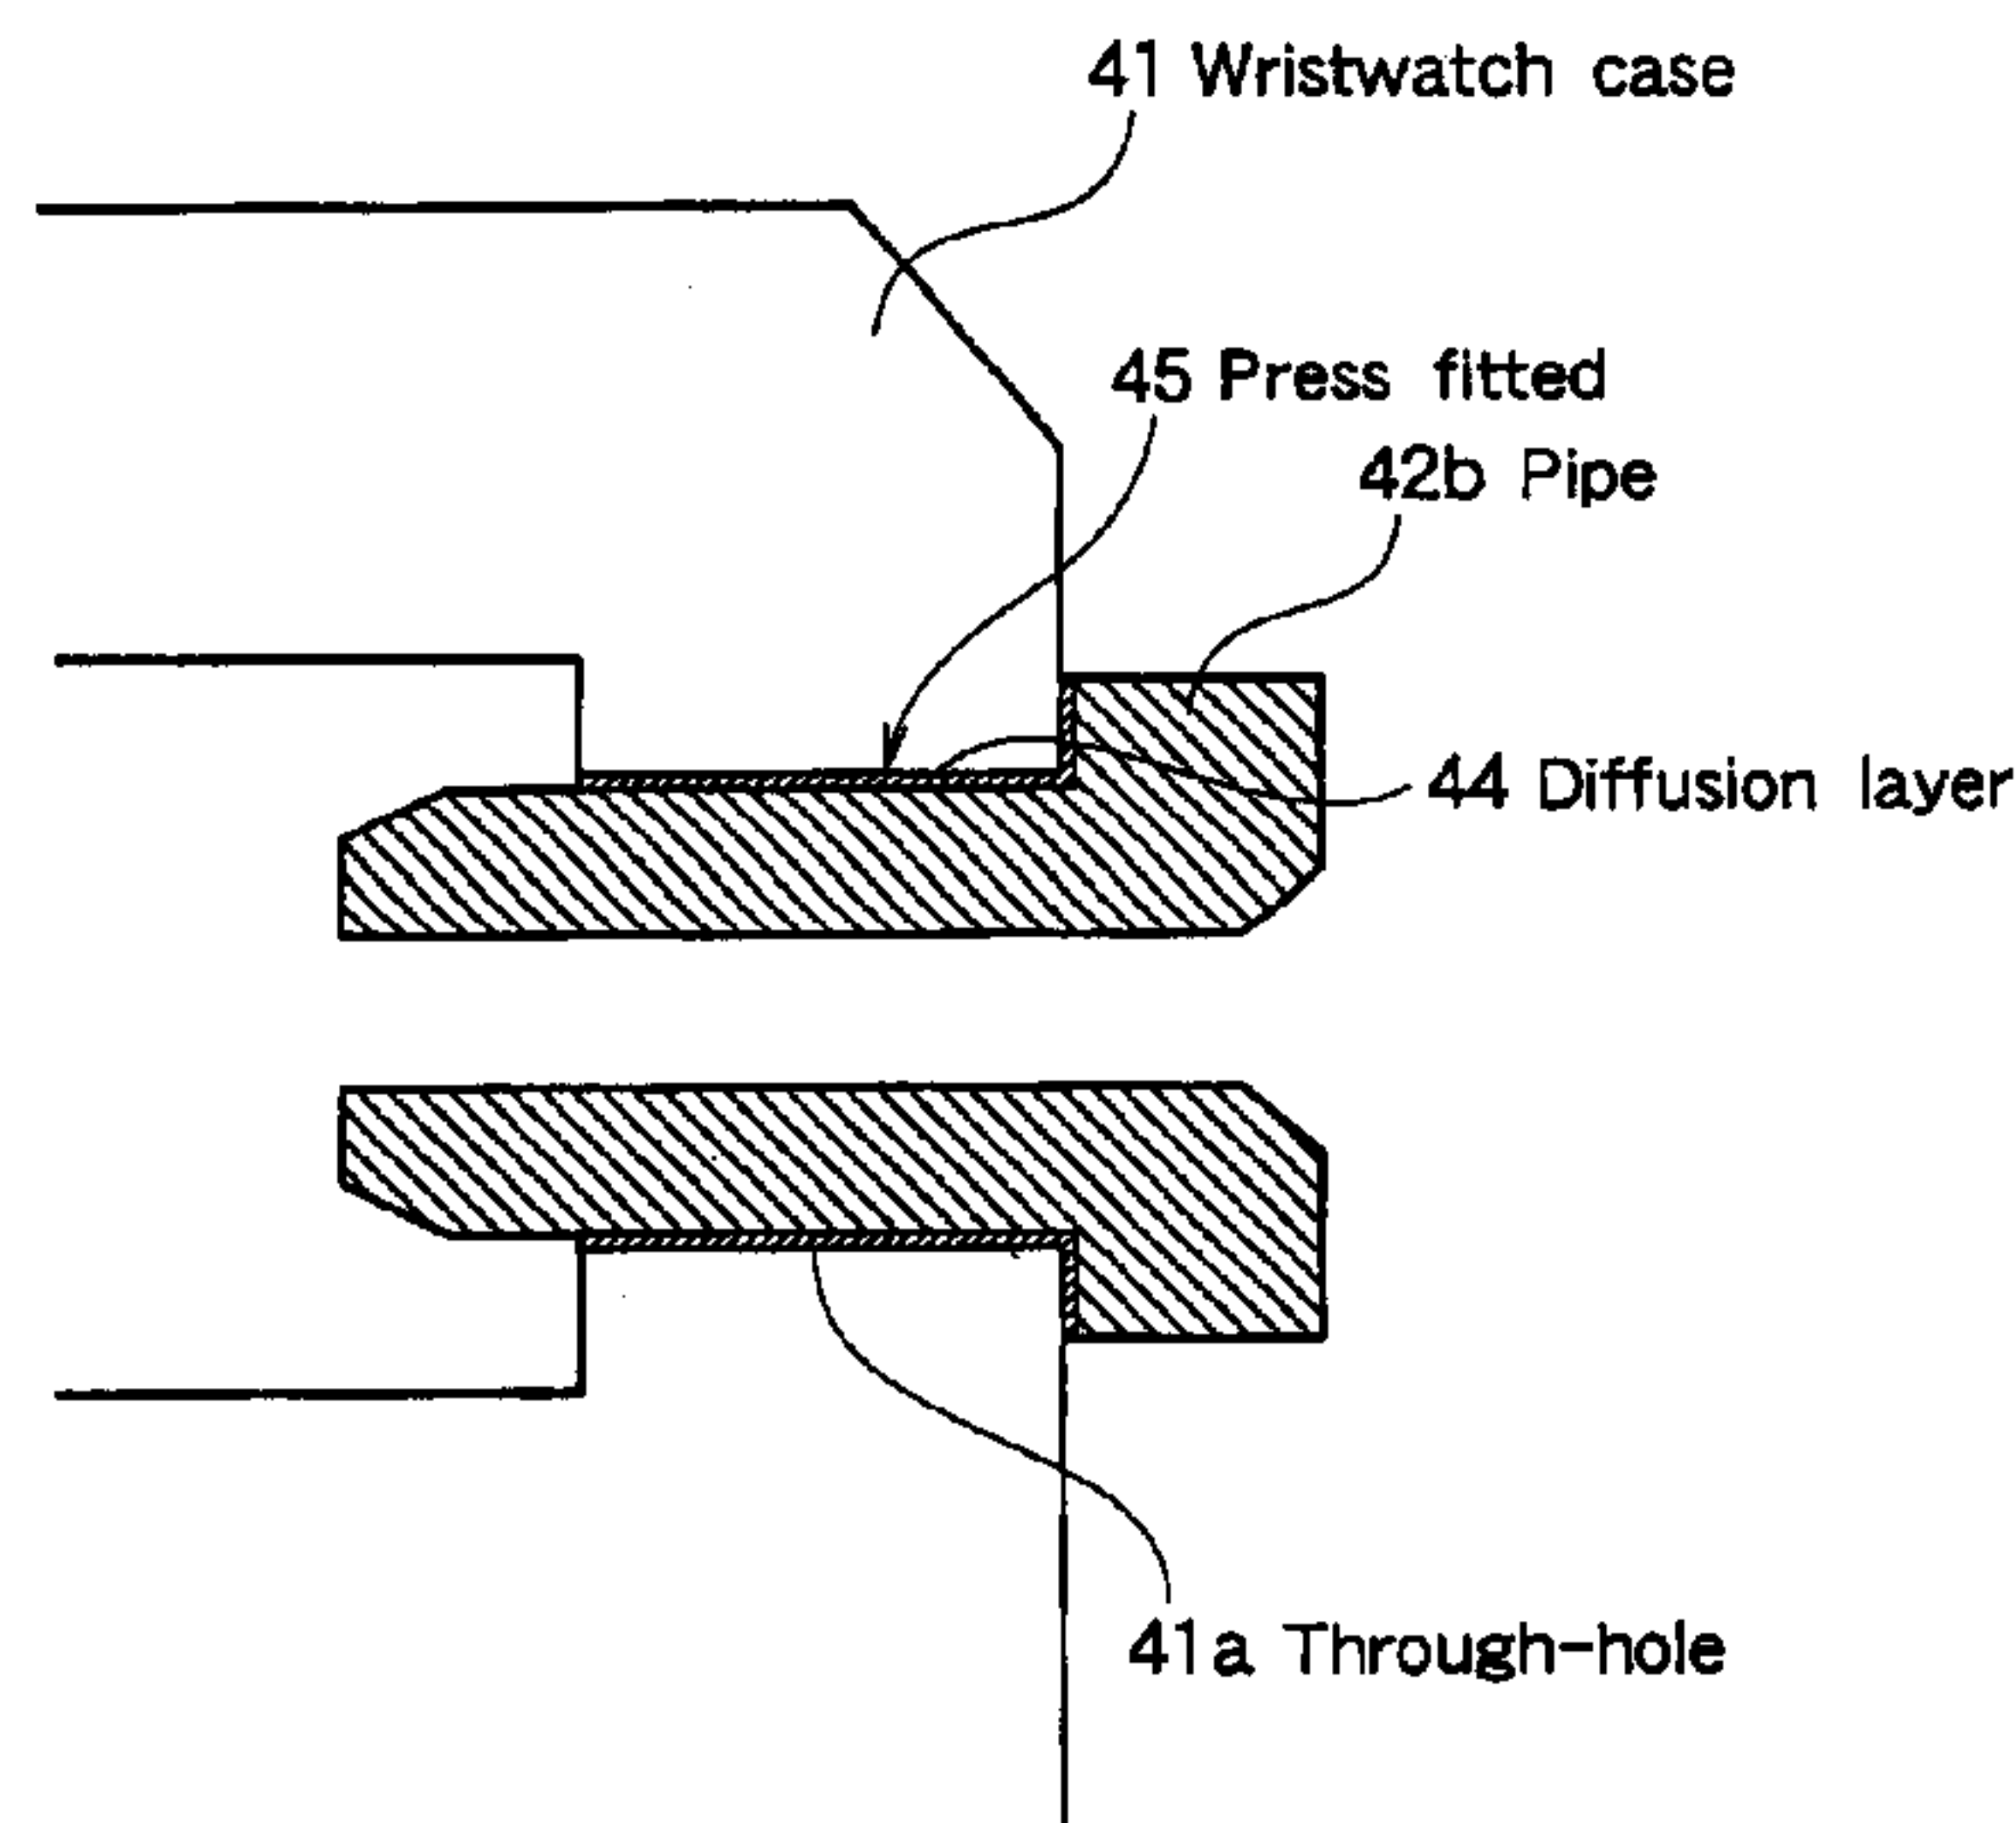 41 Wristwatch case
45 Press fitted
42b Pipe
44 Diffusion layer
41a Through-hole